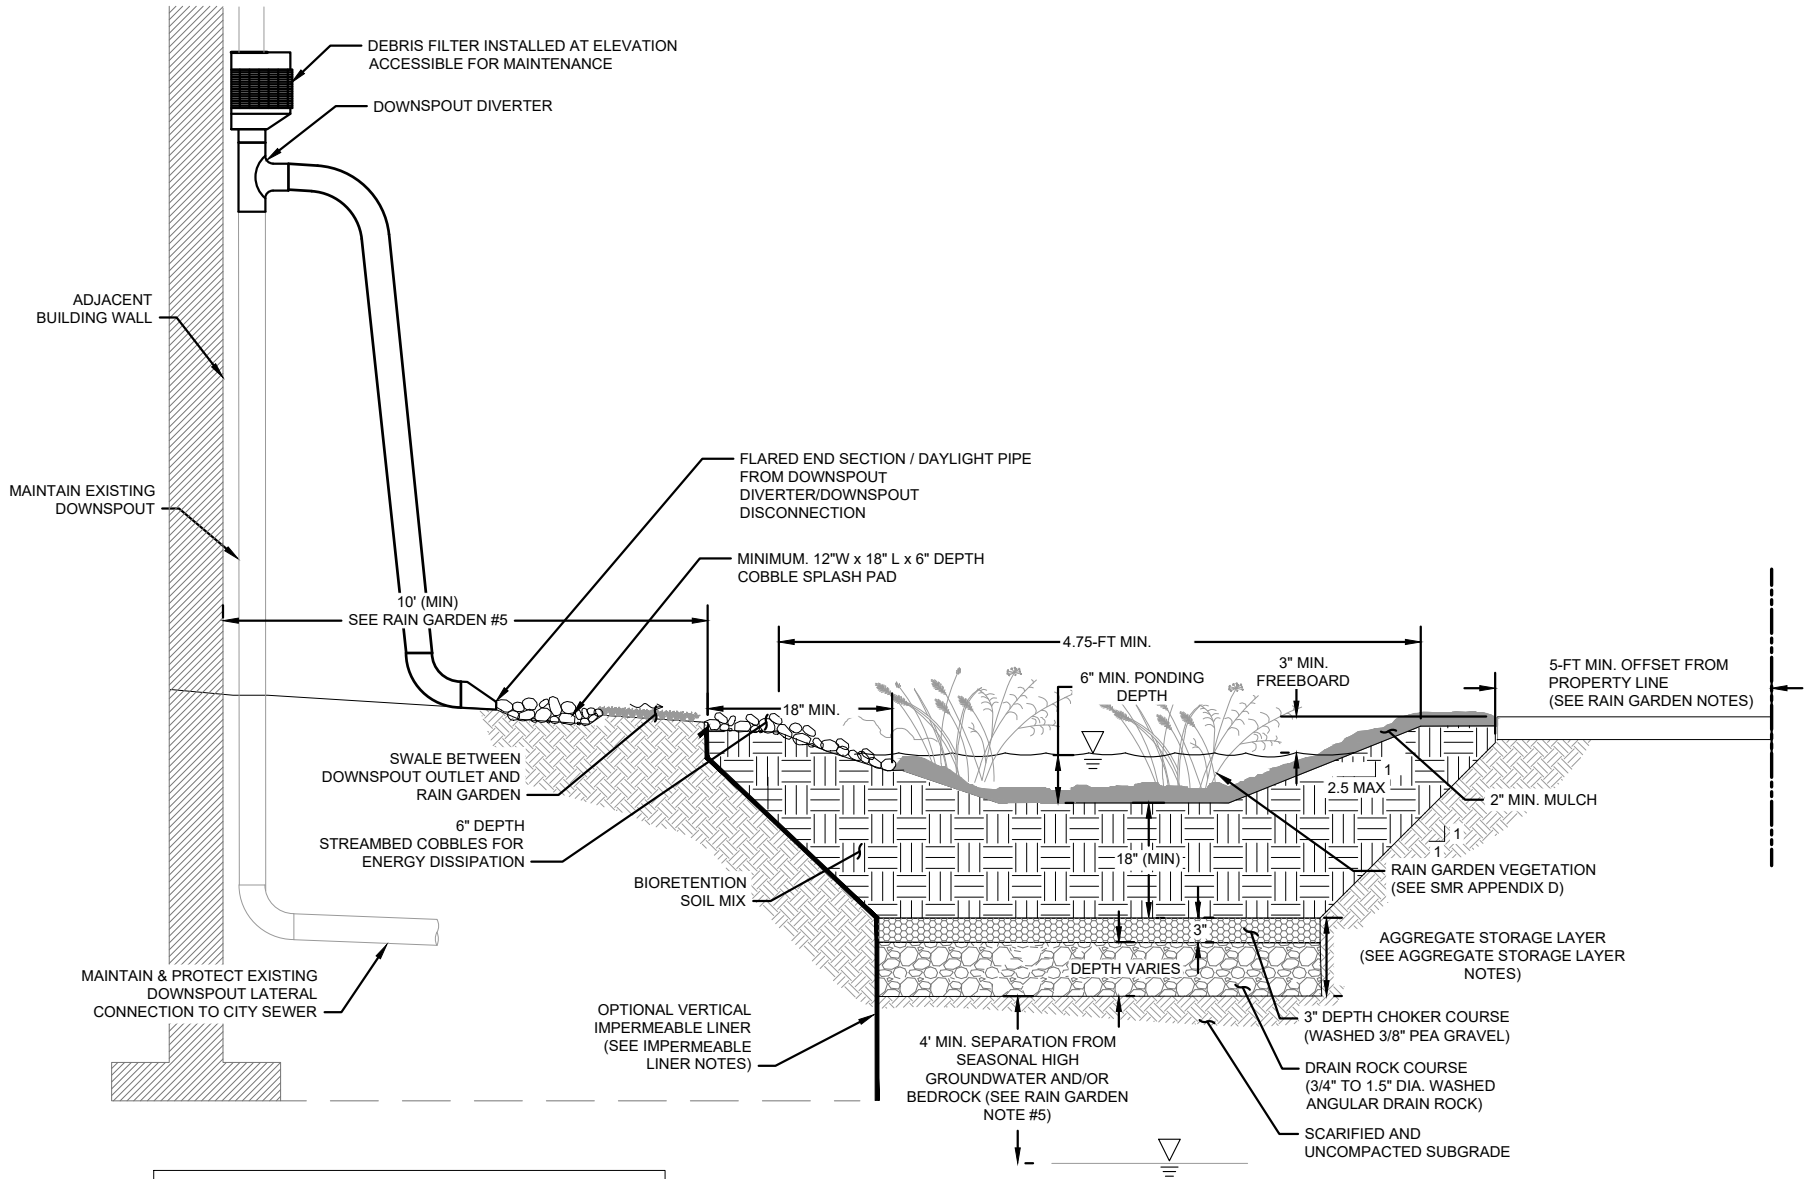 DEBRIS FILTER INSTALLED AT ELEVATION
ACCESSIBLE FOR MAINTENANCE
DOWNSPOUT DIVERTER
ADJACENT
BUILDING WALL
MAINTAIN EXISTING
DOWNSPOUT
FLARED END SECTION / DAYLIGHT PIPE
FROM DOWNSPOUT
DIVERTER/DOWNSPOUT
DISCONNECTION
MINIMUM. 12"W x 18" L x 6" DEPTH
COBBLE SPLASH PAD
10' (MIN)
SEE RAIN GARDEN #5
4.75-FT MIN.
6" MIN. PONDING
DEPTH
3" MIN.
FREEBOARD
5-FT MIN. OFFSET FROM
PROPERTY LINE
(SEE RAIN GARDEN NOTES)
18" MIN.
SWALE BETWEEN
DOWNSPOUT OUTLET AND
RAIN GARDEN
1
2.5 MAX
2" MIN. MULCH
6" DEPTH
STREAMBED COBBLES FOR
ENERGY DISSIPATION
1
1
18" (MIN)
RAIN GARDEN VEGETATION
(SEE SMR APPENDIX D)
BIORETENTION
SOIL MIX
3"
AGGREGATE STORAGE LAYER
(SEE AGGREGATE STORAGE LAYER
NOTES)
DEPTH VARIES
MAINTAIN & PROTECT EXISTING
DOWNSPOUT LATERAL
CONNECTION TO CITY SEWER
OPTIONAL VERTICAL
IMPERMEABLE LINER
(SEE IMPERMEABLE
LINER NOTES)
4' MIN. SEPARATION FROM
SEASONAL HIGH
GROUNDWATER AND/OR
BEDROCK (SEE RAIN GARDEN
NOTE #5)
3" DEPTH CHOKER COURSE
(WASHED 3/8" PEA GRAVEL)
DRAIN ROCK COURSE
(3/4" TO 1.5" DIA. WASHED
ANGULAR DRAIN ROCK)
SCARIFIED AND
UNCOMPACTED SUBGRADE